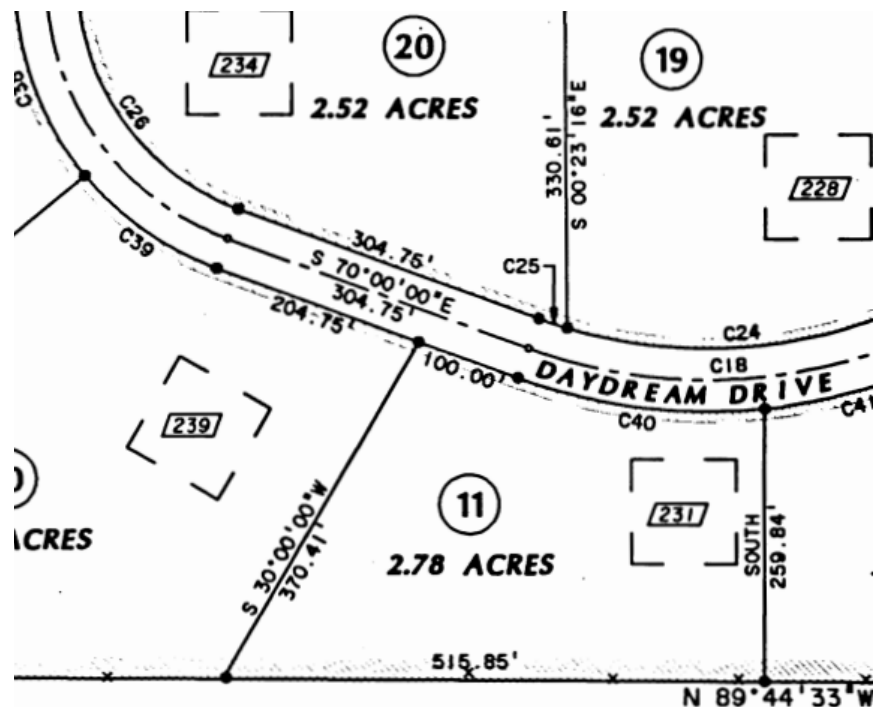 234
20
2.52 ACRES
19
2.52 ACRES
330.61'
S 00°23'16"E
228
C26
C39
304.75'
S 70°00'00"E
304.75'
204.75'
C25
C24
C18
100.00'
DAYDREAM DRIVE
C40
C41
239
231
11
2.78 ACRES
ACRES
S 30°00'00"W
370.41'
SOUTH
259.84'
515.85'
N 89°44'33"W